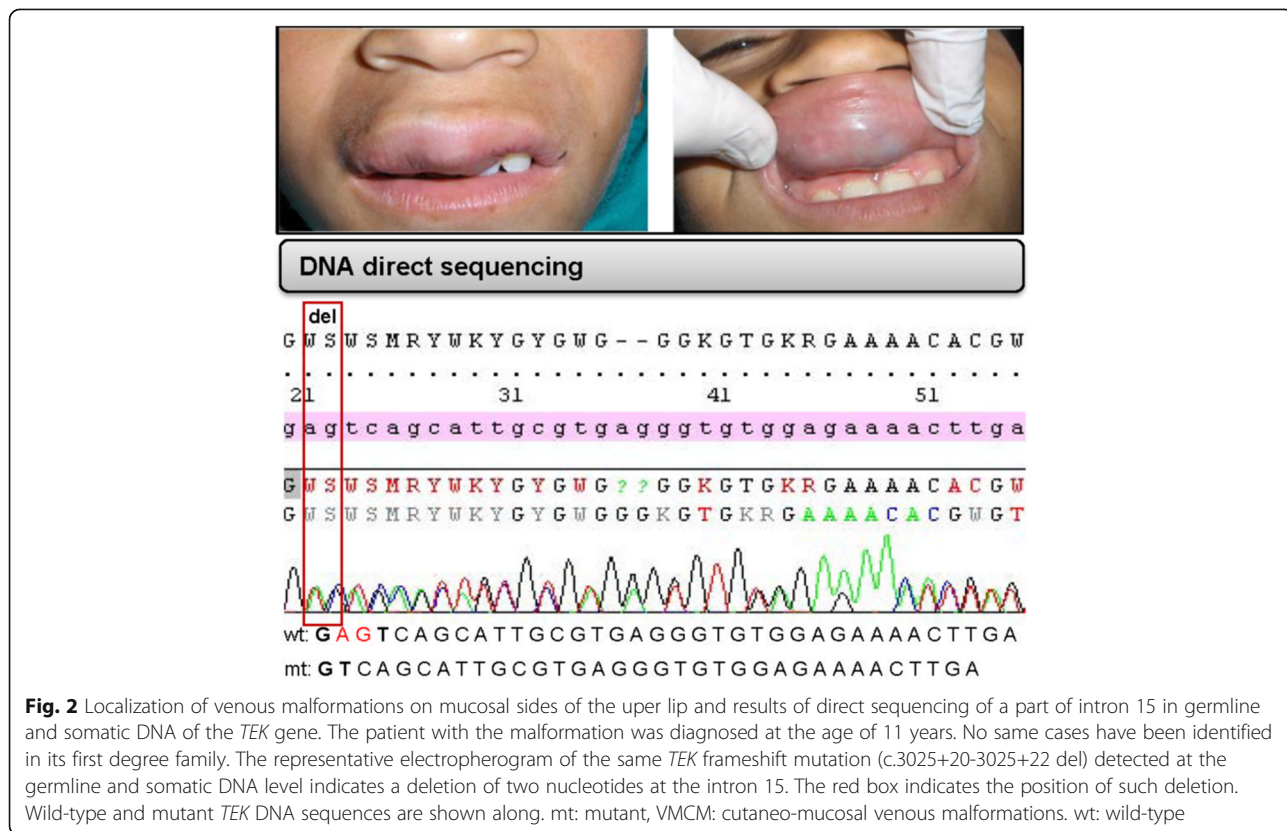 DNA direct sequencing
del
G W S W S M R Y W K Y G Y G W G - - G G K G T G K R G A A A A C A C G W
. . . . . . . . . . . . . . . . . . . . . . . . . . . . . . . . . . . .
21 31 41 51
g a g t c a g c a t t g c g t g a g g g t g t g g a g a a a a c t t g a
G W S W S M R Y W K Y G Y G W G ? ? G G K G T G K R G A A A A C A C G W
G W S W S M R Y W K Y G Y G W G G G K G T G K R G A A A A C A C G W G T
wt: G A G T C A G C A T T G C G T G A G G G T G T G G A G A A A A C T T G A
mt: G T C A G C A T T G C G T G A G G G T G T G G A G A A A A C T T G A
Fig. 2 Localization of venous malformations on mucosal sides of the uper lip and results of direct sequencing of a part of intron 15 in germline
and somatic DNA of the TEK gene. The patient with the malformation was diagnosed at the age of 11 years. No same cases have been identified
in its first degree family. The representative electropherogram of the same TEK frameshift mutation (c.3025+20-3025+22 del) detected at the
germline and somatic DNA level indicates a deletion of two nucleotides at the intron 15. The red box indicates the position of such deletion.
Wild-type and mutant TEK DNA sequences are shown along. mt: mutant, VMCM: cutaneo-mucosal venous malformations. wt: wild-type